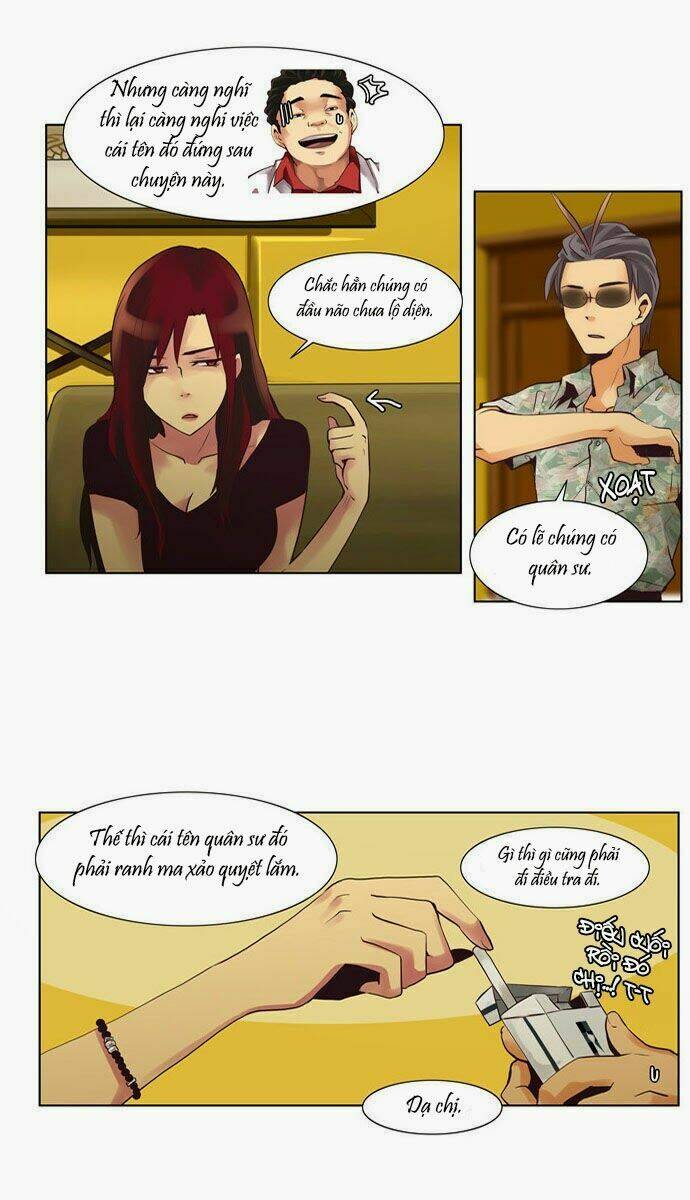 Nhưng càng nghĩ
thì lại càng nghi việc
cái tên đó đứng sau
chuyện này.
Chắc hẳn chúng có
đầu não chưa lộ diện.
XOẠT
Có lẽ chúng có
quân sư.
Thế thì cái tên quân sư đó
phải ranh ma xảo quyệt lắm.
Gì thì gì cũng phải
đi điều tra đi.
ĐIẾU CUỐI
RỒI ĐÓ
CHỊ...! T-T
Dạ chị.